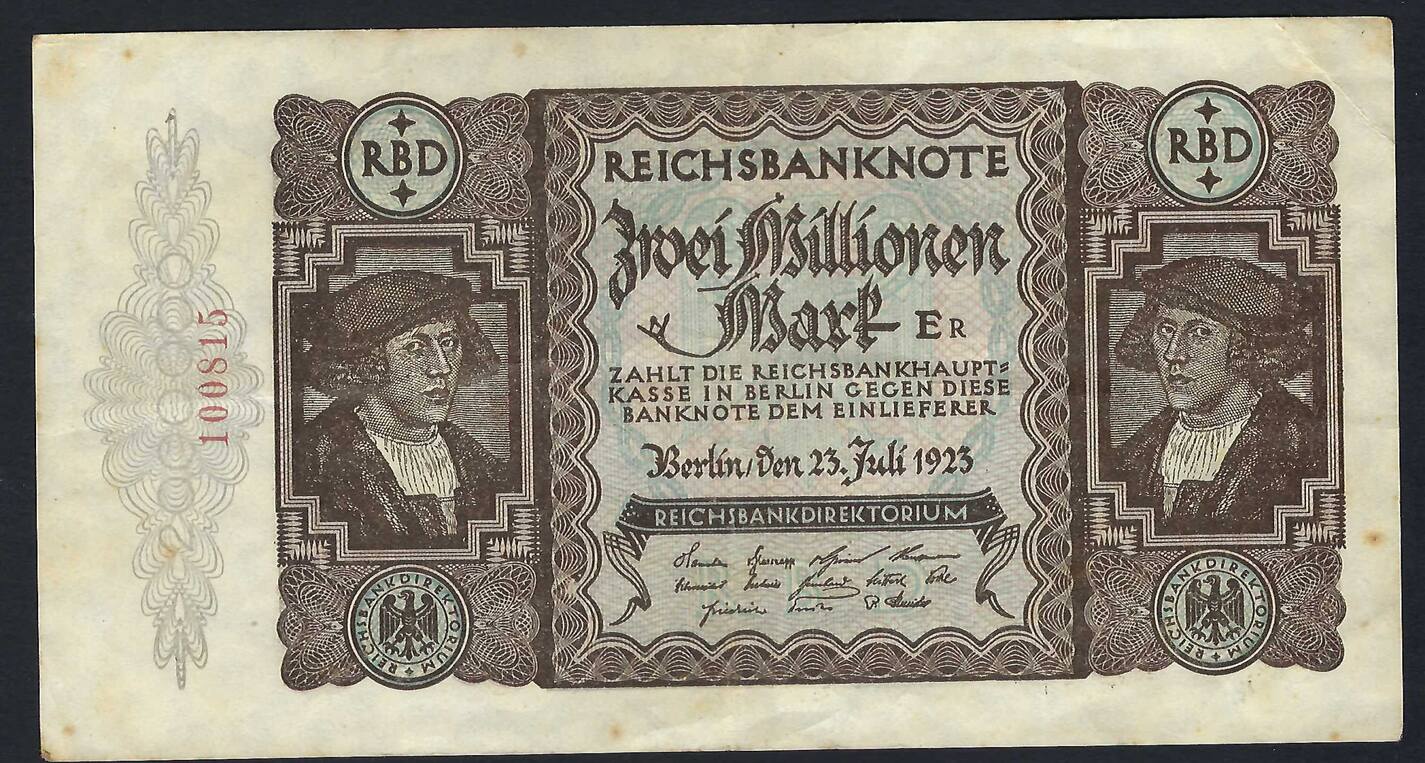 RBD
REICHSBANKNOTE
RBD
Zwei Millionen
Mark ER
ZAHLT DIE REICHSBANKHAUPT=
KASSE IN BERLIN GEGEN DIESE
BANKNOTE DEM EINLIEFERER
Berlin, den 23. Juli 1923
REICHSBANKDIREKTORIUM
100815
REICHSBANKDIREKTORIUM
REICHSBANKDIREKTORIUM